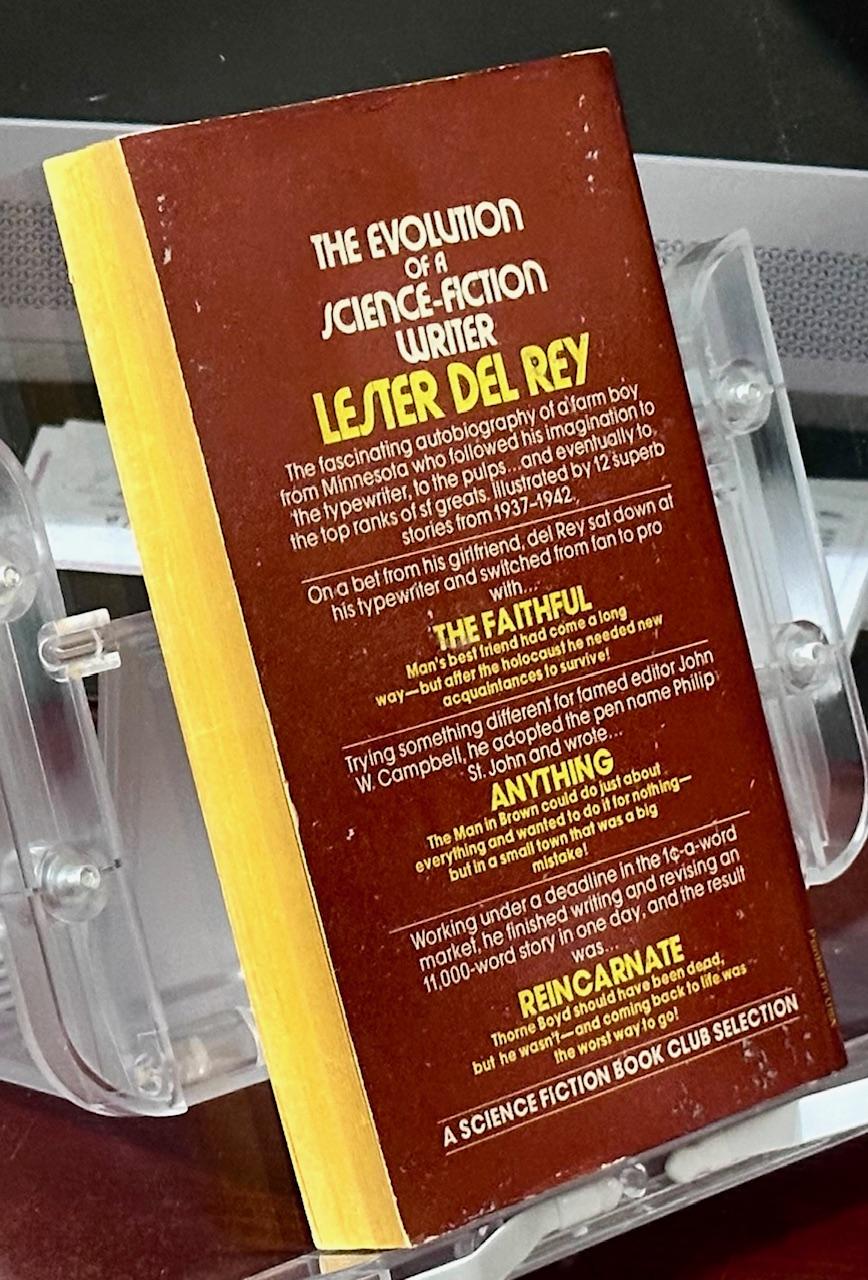 THE EVOLUTION
OF A
SCIENCE-FICTION
WRITER
LESTER DEL REY
The fascinating autobiography of a farm boy
from Minnesota who followed his imagination to
the typewriter, to the pulps...and eventually to
the top ranks of sf greats. Illustrated by 12 superb
stories from 1937–1942.
On a bet from his girlfriend, del Rey sat down at
his typewriter and switched from fan to pro
with...
THE FAITHFUL
Man's best friend had come a long
way—but after the holocaust he needed new
acquaintances to survive!
Trying something different for famed editor John
W. Campbell, he adopted the pen name Philip
St. John and wrote...
ANYTHING
The Man in Brown could do just about
everything and wanted to do it for nothing—
but in a small town that was a big
mistake!
Working under a deadline in the 1¢-a-word
market, he finished writing and revising an
11,000-word story in one day, and the result
was...
REINCARNATE
Thorne Boyd should have been dead,
but he wasn't—and coming back to life was
the worst way to go!
A SCIENCE FICTION BOOK CLUB SELECTION